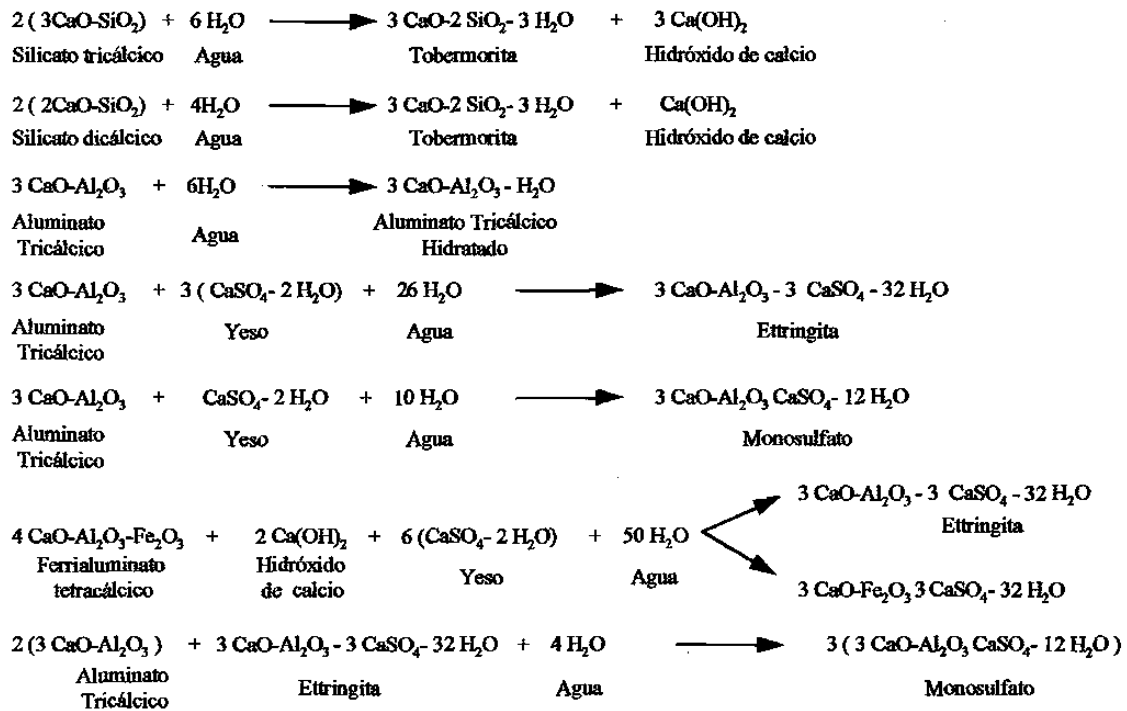 2 ( 3CaO-SiO₂) + 6 H₂O ⟶ 3 CaO-2 SiO₂- 3 H₂O + 3 Ca(OH)₂
Silicato tricálcico Agua Tobermorita Hidróxido de calcio
2 ( 2CaO-SiO₂) + 4H₂O ⟶ 3 CaO-2 SiO₂- 3 H₂O + Ca(OH)₂
Silicato dicálcico Agua Tobermorita Hidróxido de calcio
3 CaO-Al₂O₃ + 6H₂O ⟶ 3 CaO-Al₂O₃ - H₂O
Aluminato Agua Aluminato Tricálcico
Tricálcico Hidratado
3 CaO-Al₂O₃ + 3 ( CaSO₄- 2 H₂O) + 26 H₂O ⟶ 3 CaO-Al₂O₃ - 3 CaSO₄ - 32 H₂O
Aluminato Yeso Agua Ettringita
Tricálcico
3 CaO-Al₂O₃ + CaSO₄- 2 H₂O + 10 H₂O ⟶ 3 CaO-Al₂O₃ CaSO₄- 12 H₂O
Aluminato Yeso Agua Monosulfato
Tricálcico
3 CaO-Al₂O₃ - 3 CaSO₄ - 32 H₂O
Ettringita
4 CaO-Al₂O₃-Fe₂O₃ + 2 Ca(OH)₂ + 6 (CaSO₄- 2 H₂O) + 50 H₂O
Ferrialuminato Hidróxido Yeso Agua
tetracálcico de calcio
3 CaO-Fe₂O₃ 3 CaSO₄- 32 H₂O
2 (3 CaO-Al₂O₃ ) + 3 CaO-Al₂O₃ - 3 CaSO₄- 32 H₂O + 4 H₂O ⟶ 3 ( 3 CaO-Al₂O₃ CaSO₄- 12 H₂O )
Aluminato Ettringita Agua Monosulfato
Tricálcico